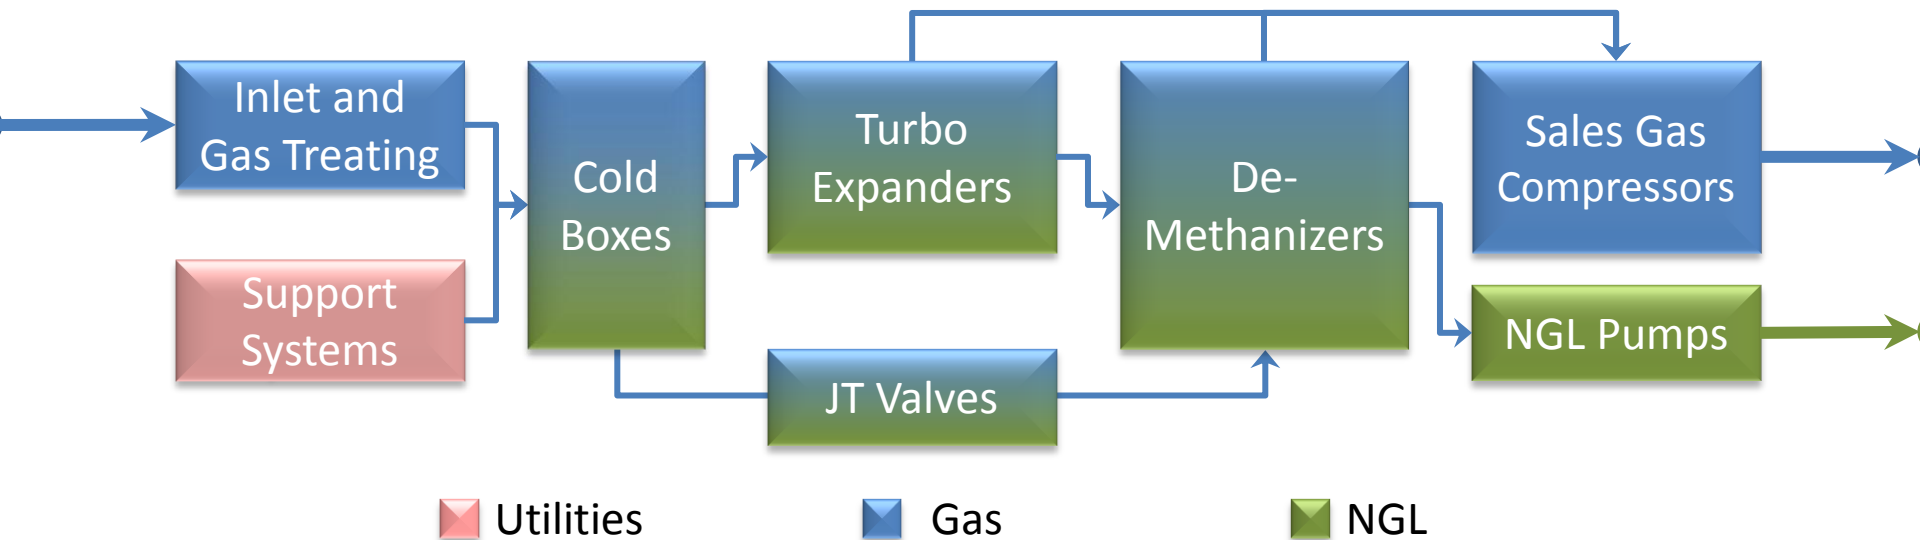 Inlet and
Gas Treating
Support
Systems
Cold
Boxes
Turbo
Expanders
JT Valves
De-
Methanizers
Sales Gas
Compressors
NGL Pumps
Utilities
Gas
NGL